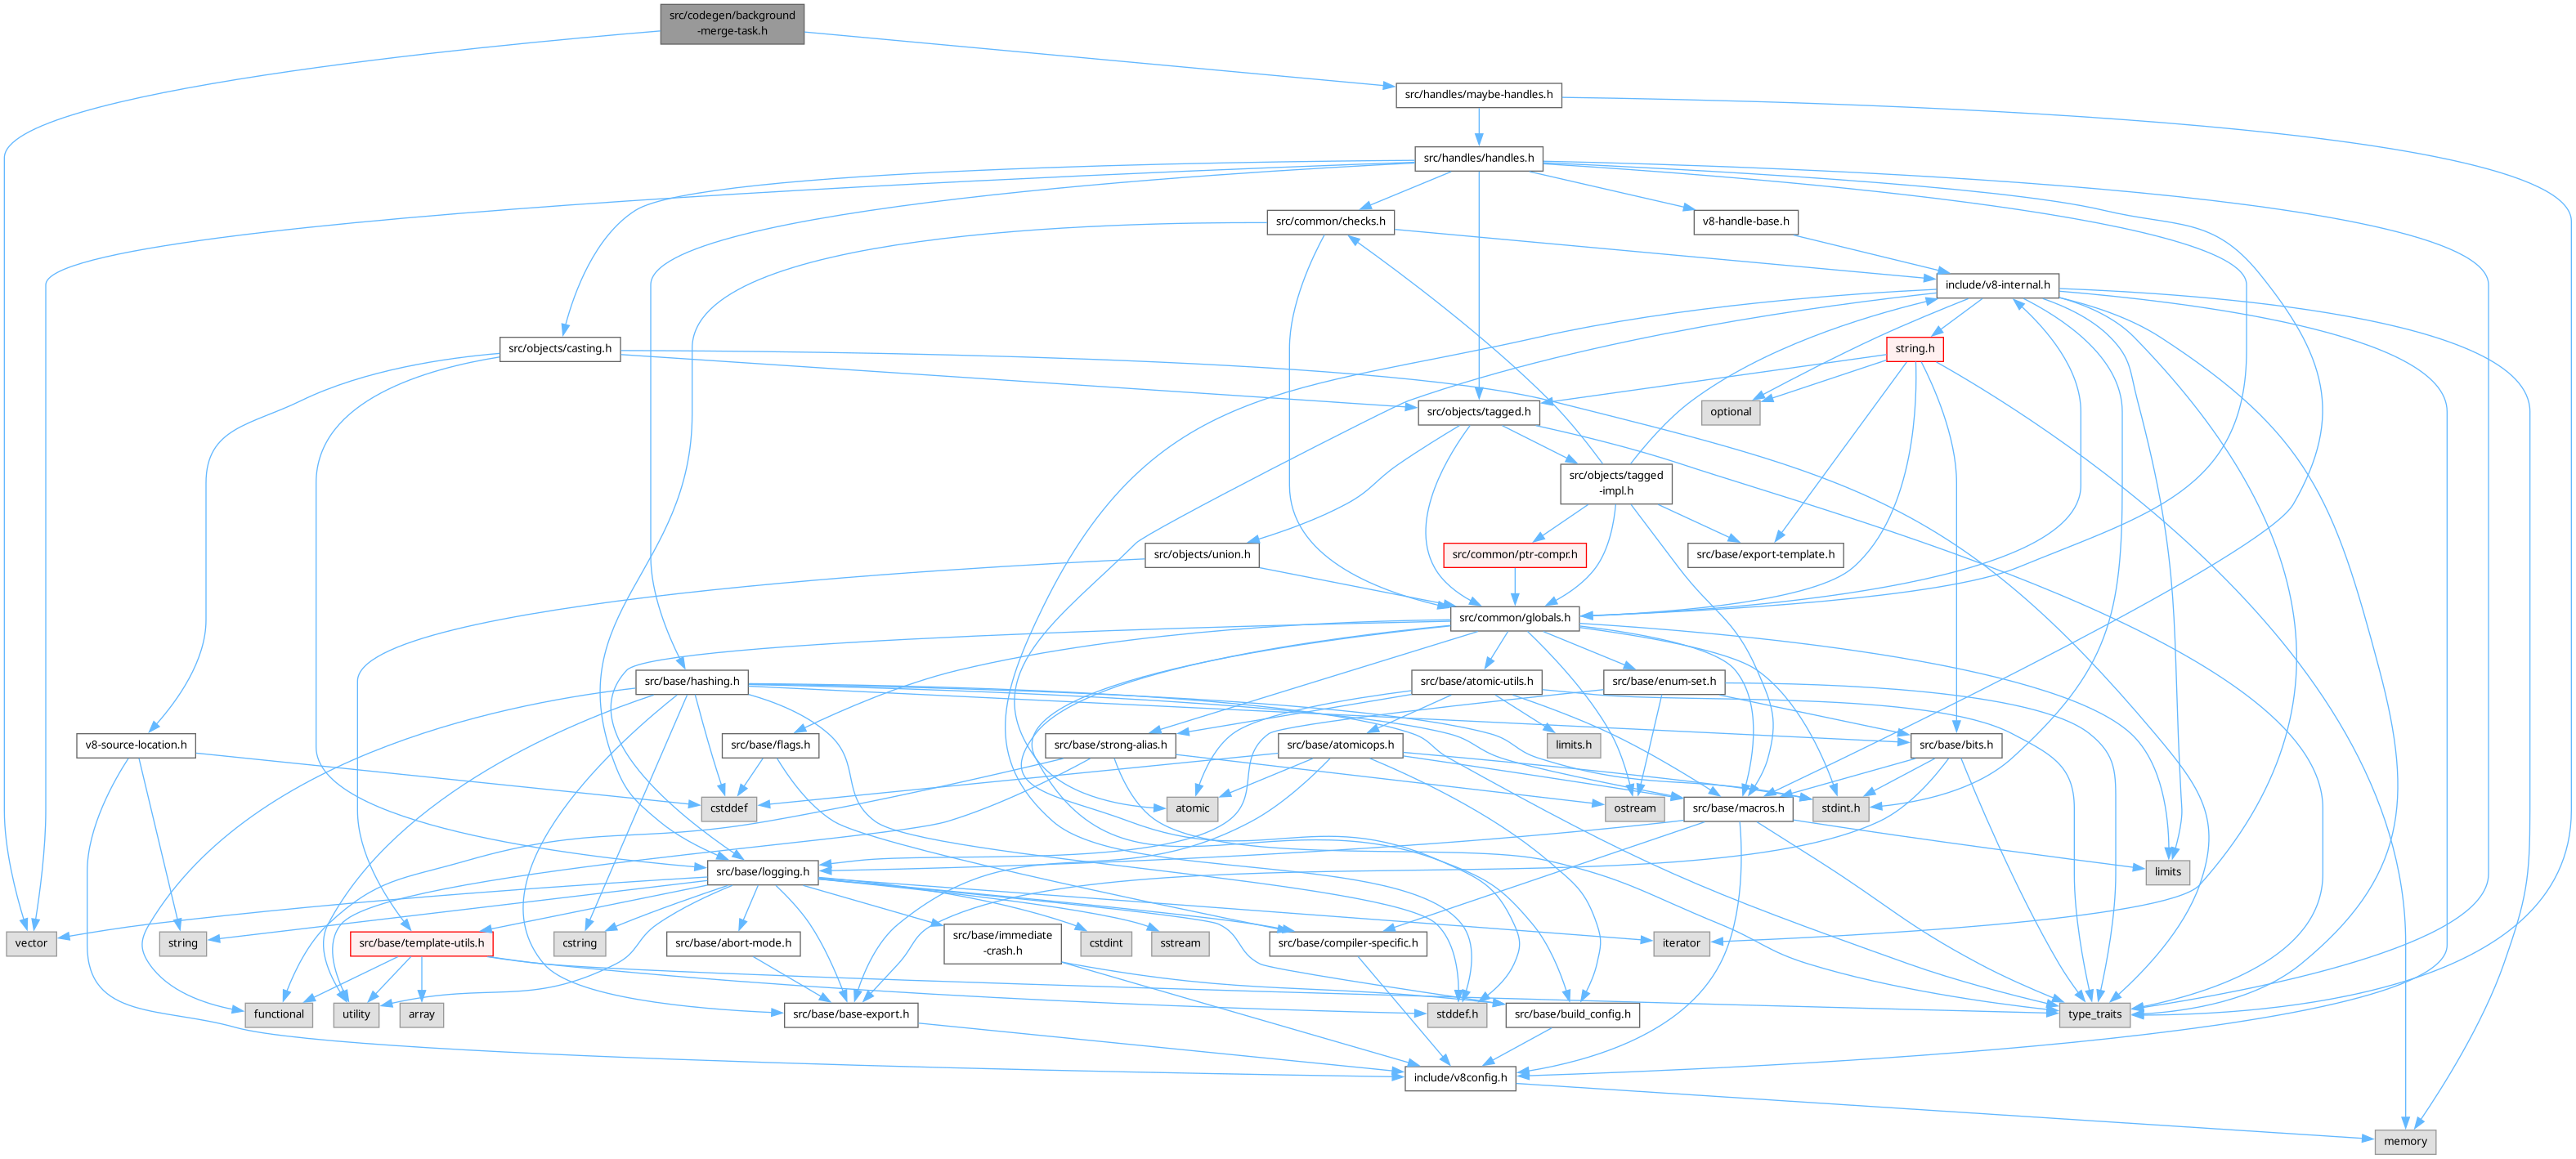 src/codegen/background
-merge-task.h
src/handles/maybe-handles.h
src/handles/handles.h
src/common/checks.h
v8-handle-base.h
include/v8-internal.h
src/objects/casting.h
string.h
src/objects/tagged.h
optional
src/objects/tagged
-impl.h
src/objects/union.h
src/common/ptr-compr.h
src/base/export-template.h
src/common/globals.h
src/base/hashing.h
src/base/atomic-utils.h
src/base/enum-set.h
v8-source-location.h
src/base/flags.h
src/base/strong-alias.h
src/base/atomicops.h
limits.h
src/base/bits.h
cstddef
atomic
ostream
src/base/macros.h
stdint.h
src/base/logging.h
limits
vector
string
src/base/template-utils.h
cstring
src/base/abort-mode.h
src/base/immediate
-crash.h
cstdint
sstream
src/base/compiler-specific.h
iterator
functional
utility
array
src/base/base-export.h
stddef.h
src/base/build_config.h
type_traits
include/v8config.h
memory